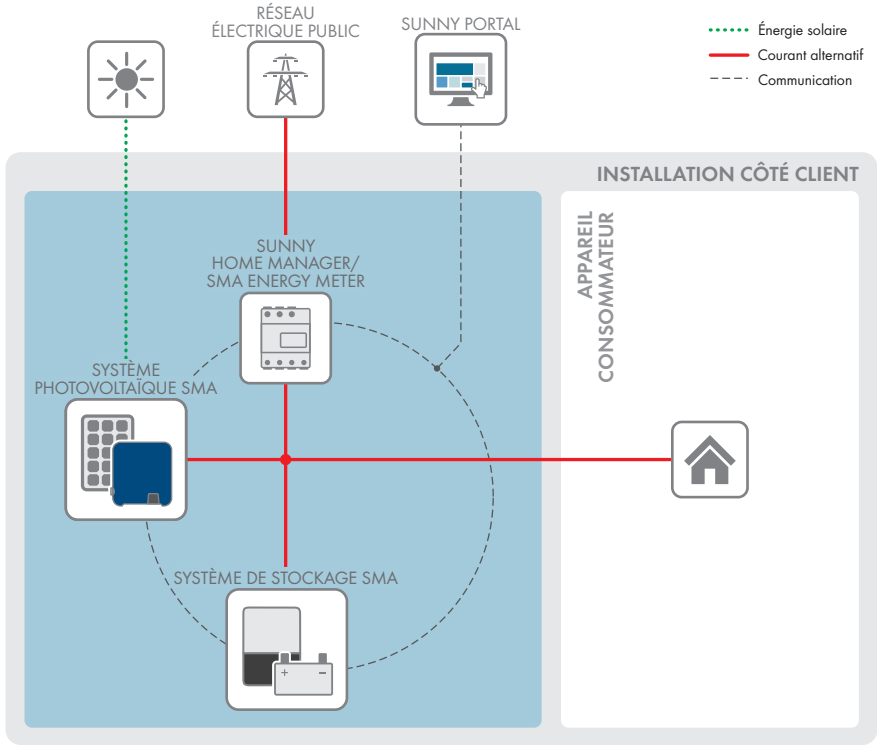 RÉSEAU
ÉLECTRIQUE PUBLIC
SUNNY PORTAL
Énergie solaire
Courant alternatif
Communication
INSTALLATION CÔTÉ CLIENT
APPAREIL
CONSOMMATEUR
SUNNY
HOME MANAGER/
SMA ENERGY METER
SYSTÈME
PHOTOVOLTAÏQUE SMA
SYSTÈME DE STOCKAGE SMA
+ −